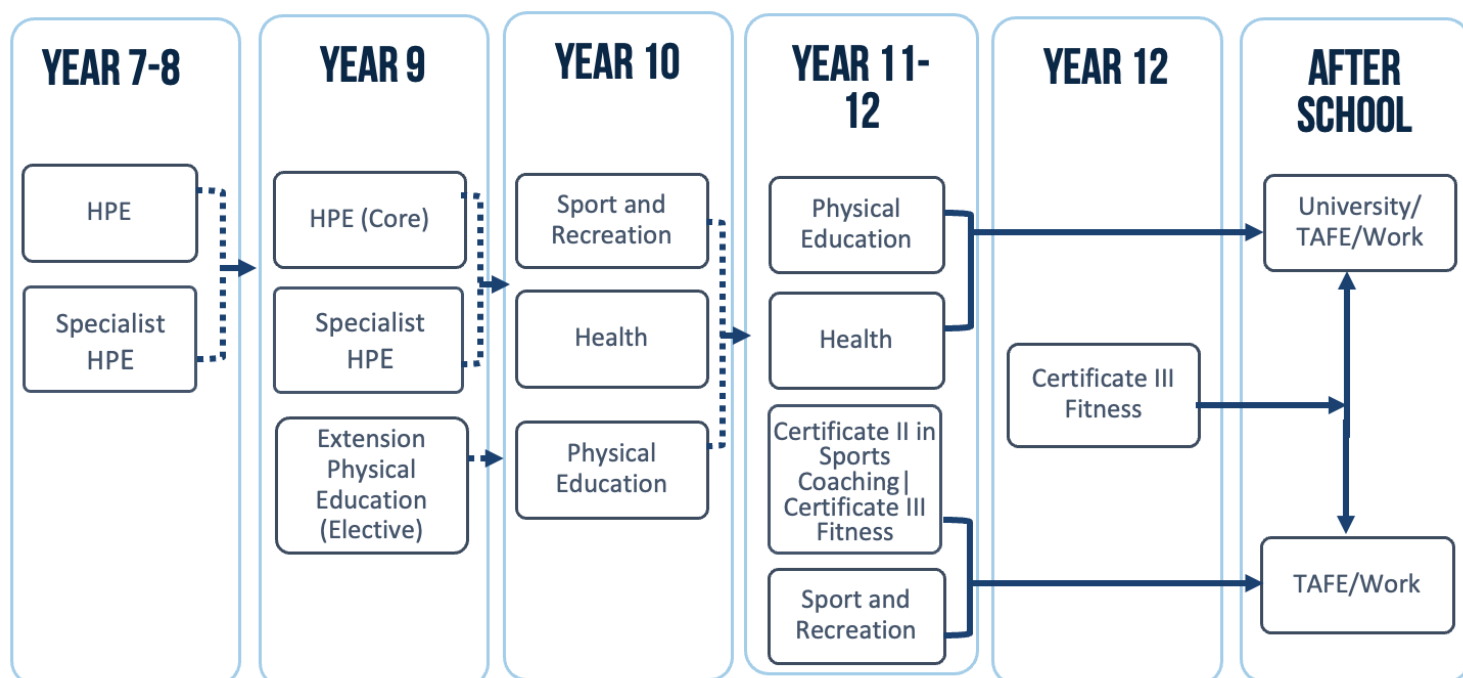 YEAR 7-8
HPE
Specialist
HPE
YEAR 9
HPE (Core)
Specialist
HPE
Extension
Physical
Education
(Elective)
YEAR 10
Sport and
Recreation
Health
Physical
Education
YEAR 11-
12
Physical
Education
Health
Certificate II in
Sports
Coaching|
Certificate III
Fitness
Sport and
Recreation
YEAR 12
Certificate III
Fitness
AFTER
SCHOOL
University/
TAFE/Work
TAFE/Work